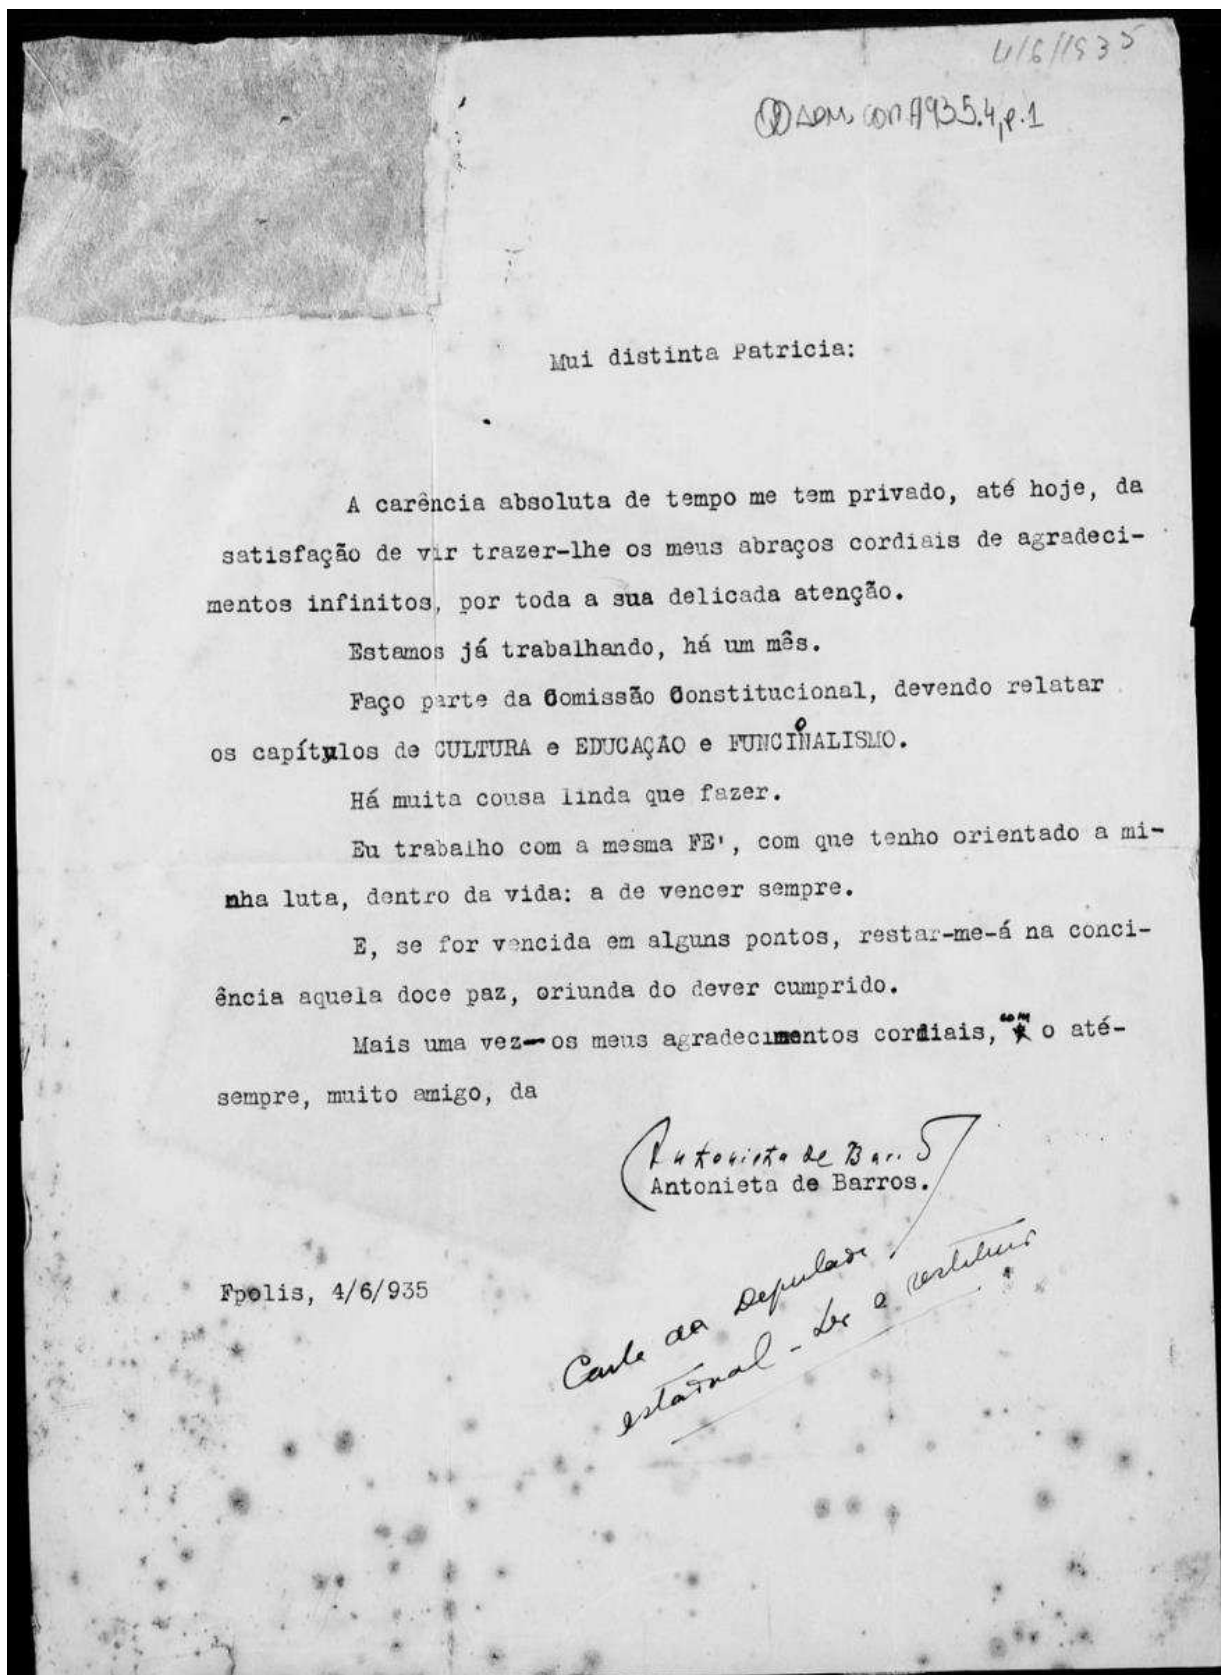 4/6/1935
ADM, COR A935.4, p.1
Mui distinta Patricia:
A carência absoluta de tempo me tem privado, até hoje, da
satisfação de vir trazer-lhe os meus abraços cordiais de agradeci-
mentos infinitos, por toda a sua delicada atenção.
Estamos já trabalhando, há um mês.
Faço parte da Comissão Constitucional, devendo relatar
os capítulos de CULTURA e EDUCAÇÃO e FUNCIONALISMO.
Há muita cousa linda que fazer.
Eu trabalho com a mesma FE', com que tenho orientado a mi-
nha luta, dentro da vida: a de vencer sempre.
E, se for vencida em alguns pontos, restar-me-á na conci-
ência aquela doce paz, oriunda do dever cumprido.
Mais uma vez-os meus agradecimentos cordiais, com o até-
sempre, muito amigo, da
Antonieta de Barros
Antonieta de Barros.
Fpolis, 4/6/935
Carta da Deputada
estadual - Ler e restituir